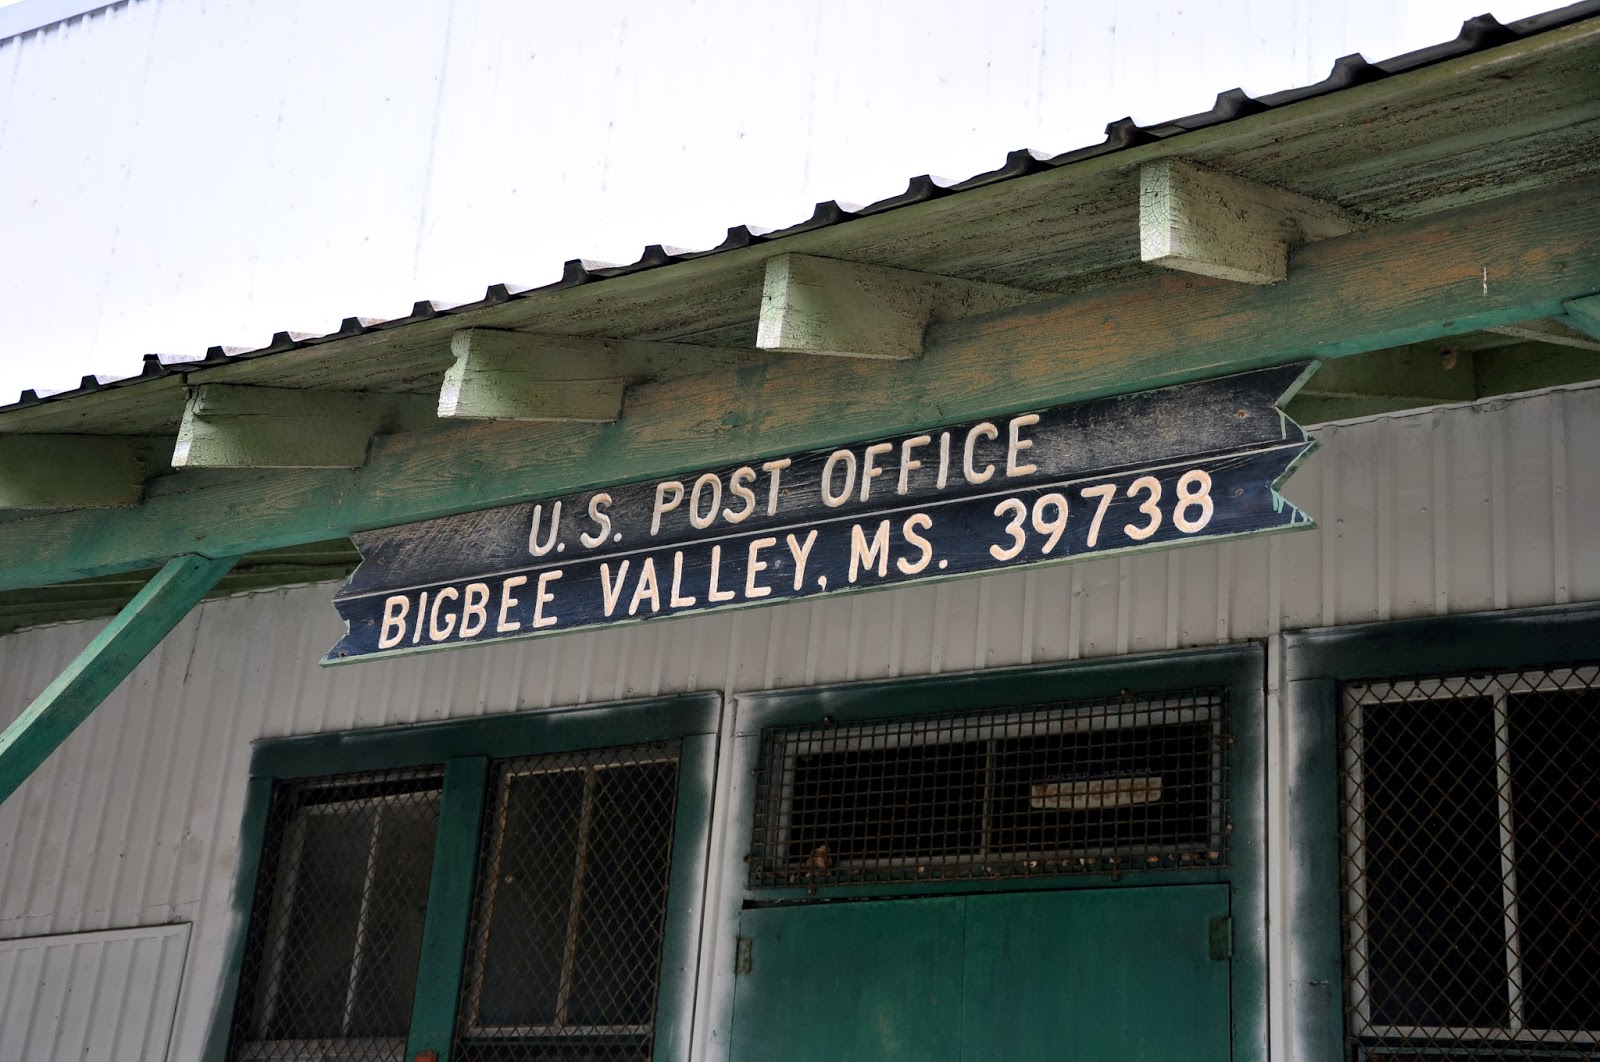 U.S. POST OFFICE
BIGBEE VALLEY, MS. 39738